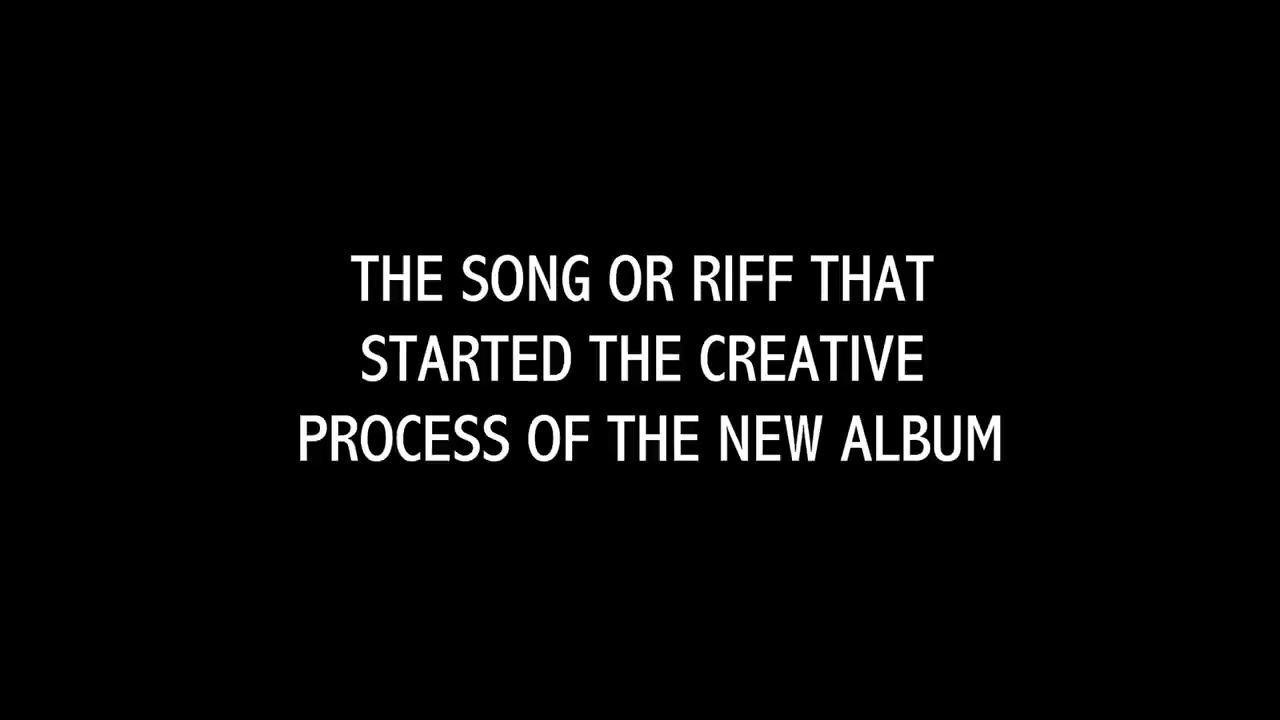 THE SONG OR RIFF THAT
STARTED THE CREATIVE
PROCESS OF THE NEW ALBUM